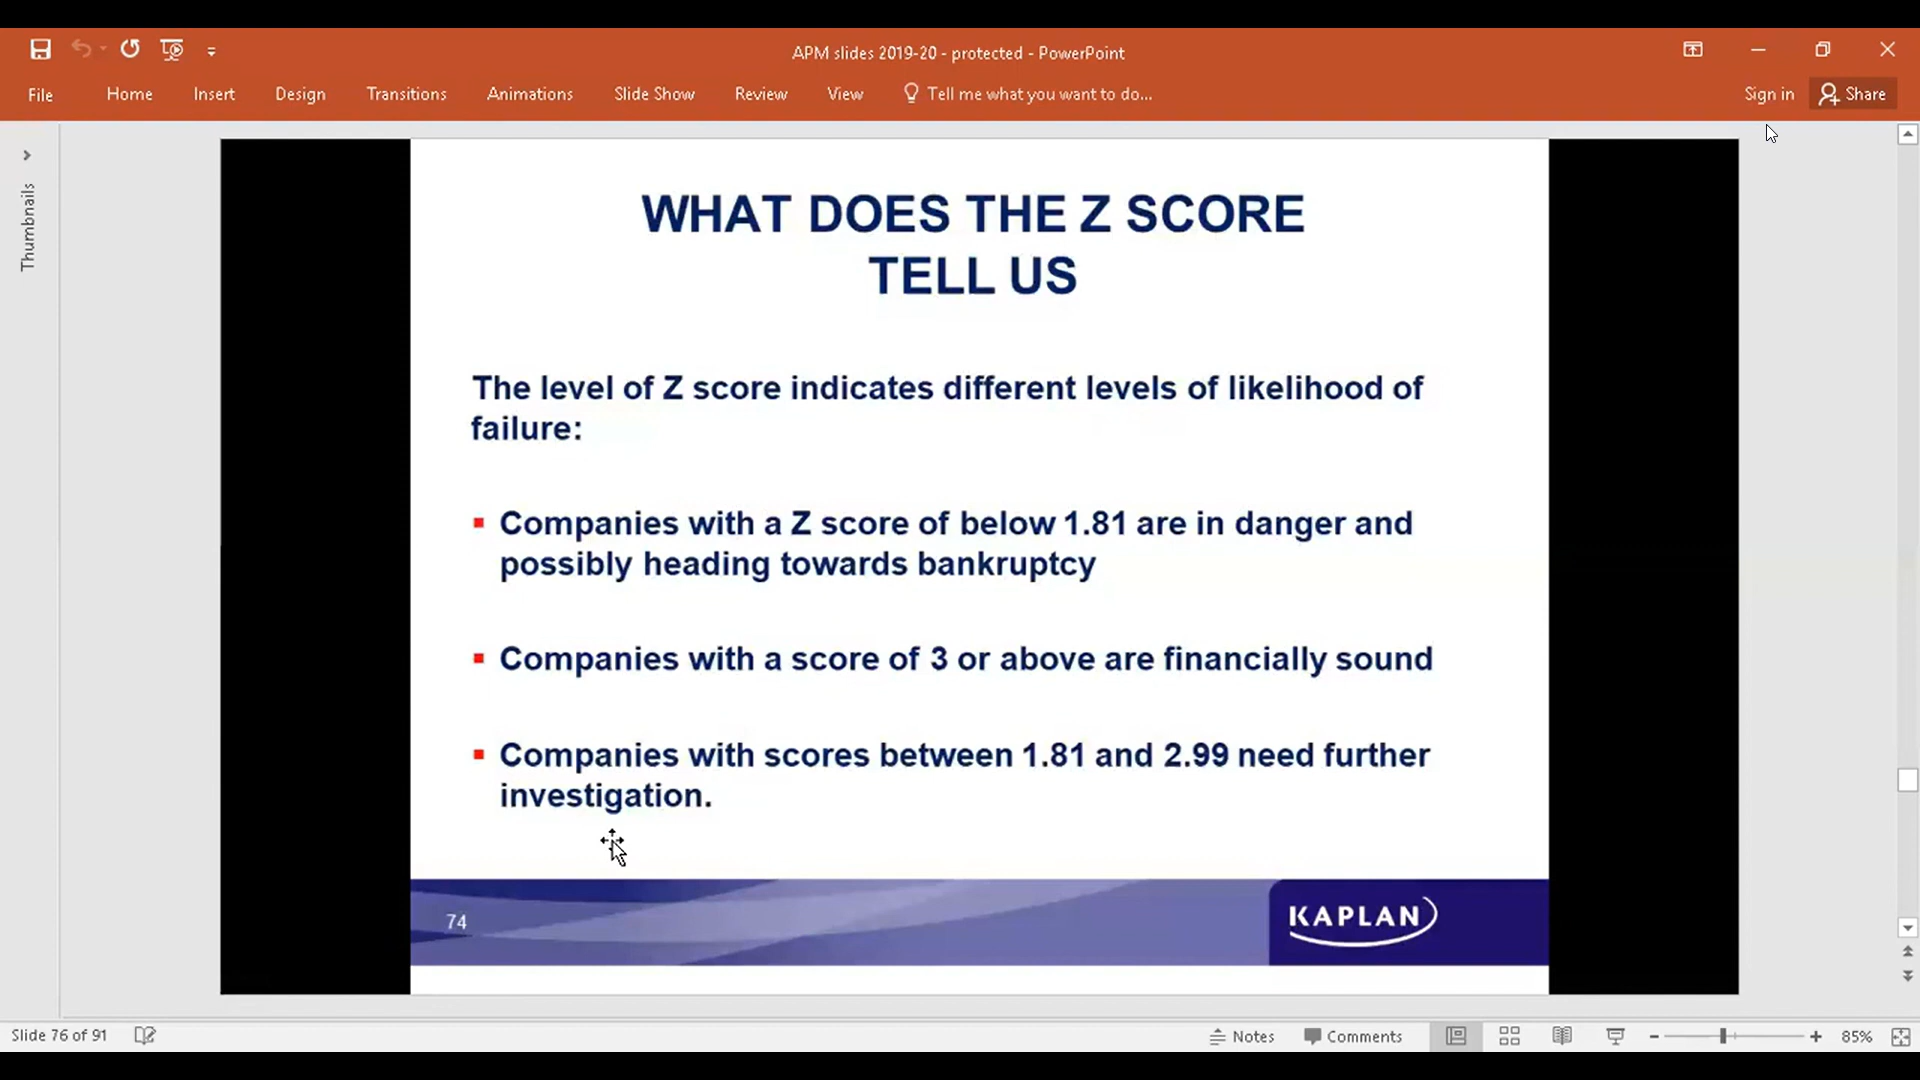 APM slides 2019-20 - protected - PowerPoint
File Home Insert Design Transitions Animations Slide Show Review View Tell me what you want to do... Sign in Share
Thumbnails
WHAT DOES THE Z SCORE
TELL US
The level of Z score indicates different levels of likelihood of
failure:
Companies with a Z score of below 1.81 are in danger and
possibly heading towards bankruptcy
Companies with a score of 3 or above are financially sound
Companies with scores between 1.81 and 2.99 need further
investigation.
74
KAPLAN
Slide 76 of 91 Notes Comments 85%